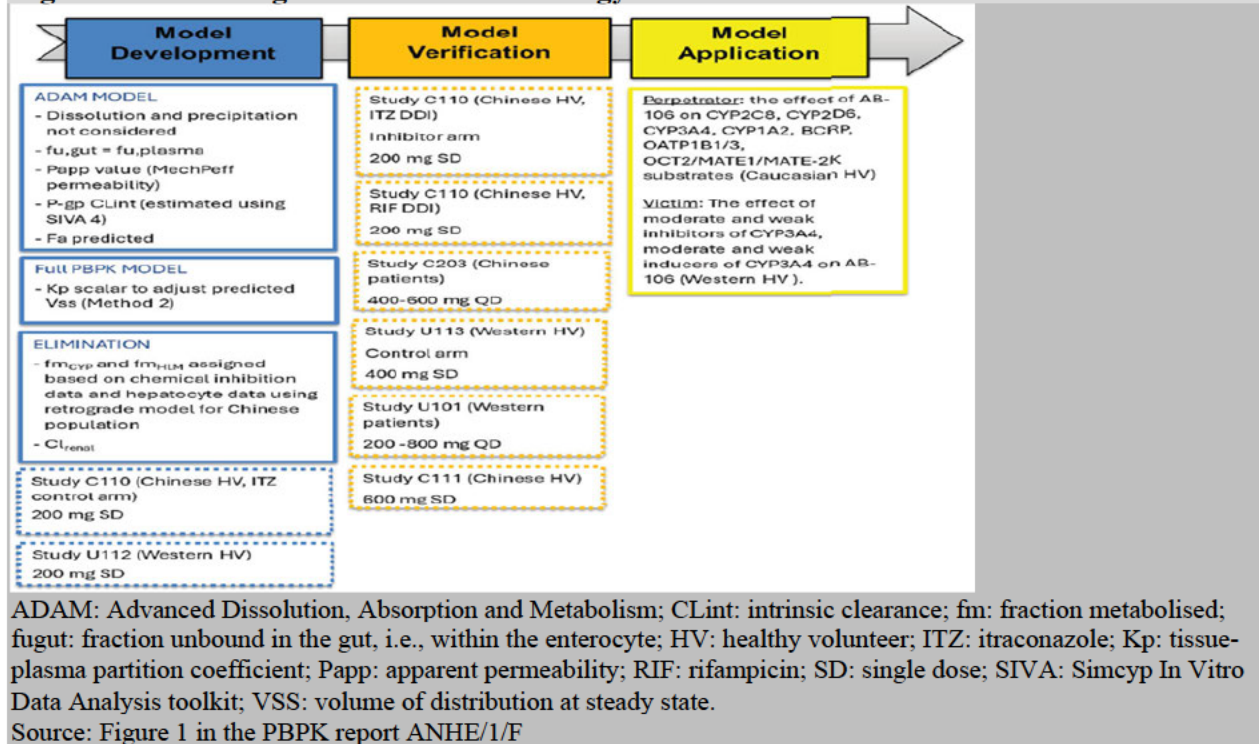 Model
Development
Model
Verification
Model
Application
ADAM MODEL
- Dissolution and precipitation
not considered
- fu,gut = fu,plasma
- Papp value (MechPeff
permeability)
- P-gp CLint (estimated using
SIVA 4)
- Fa predicted
Full PBPK MODEL
- Kp scalar to adjust predicted
Vss (Method 2)
ELIMINATION
- fmCYP and fmHLM assigned
based on chemical inhibition
data and hepatocyte data using
retrograde model for Chinese
population
- Clrenal
Study C110 (Chinese HV, ITZ
control arm)
200 mg SD
Study U112 (Western HV)
200 mg SD
Study C110 (Chinese HV,
ITZ DDI)
Inhibitor arm
200 mg SD
Study C110 (Chinese HV,
RIF DDI)
200 mg SD
Study C203 (Chinese
patients)
400-600 mg QD
Study U113 (Western HV)
Control arm
400 mg SD
Study U101 (Western
patients)
200 -800 mg QD
Study C111 (Chinese HV)
600 mg SD
Perpetrator: the effect of AB-
106 on CYP2C8, CYP2D6,
CYP3A4, CYP1A2, BCRP,
OATP1B1/3,
OCT2/MATE1/MATE-2K
substrates (Caucasian HV)
Victim: The effect of
moderate and weak
inhibitors of CYP3A4,
moderate and weak
inducers of CYP3A4 on AB-
106 (Western HV).
ADAM: Advanced Dissolution, Absorption and Metabolism; CLint: intrinsic clearance; fm: fraction metabolised;
fugut: fraction unbound in the gut, i.e., within the enterocyte; HV: healthy volunteer; ITZ: itraconazole; Kp: tissue-
plasma partition coefficient; Papp: apparent permeability; RIF: rifampicin; SD: single dose; SIVA: Simcyp In Vitro
Data Analysis toolkit; VSS: volume of distribution at steady state.
Source: Figure 1 in the PBPK report ANHE/1/F